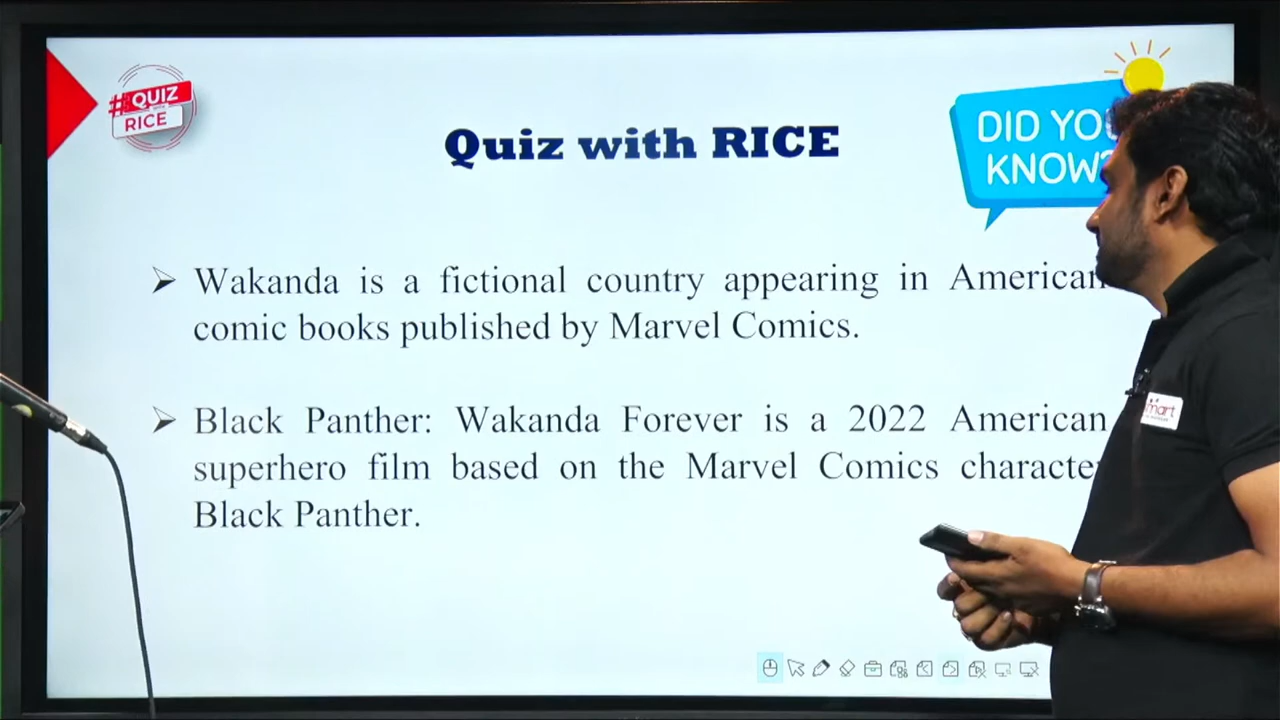 #QUIZ
RICE
Quiz with RICE
DID YOU
KNOW?
➢ Wakanda is a fictional country appearing in American
comic books published by Marvel Comics.
➢ Black Panther: Wakanda Forever is a 2022 American
superhero film based on the Marvel Comics character
Black Panther.